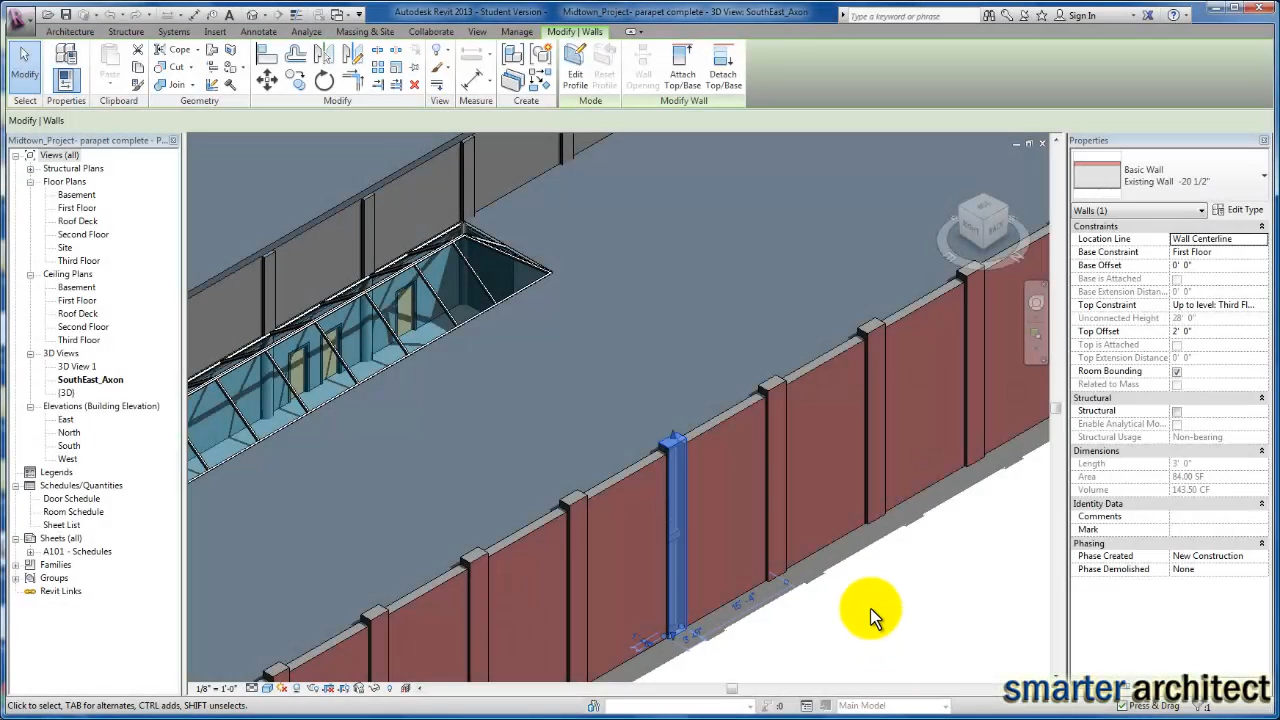 Autodesk Revit 2013 - Student Version - Midtown_Project- parapet complete - 3D View: SouthEast_Axon
Type a keyword or phrase
Sign In
Architecture Structure Systems Insert Annotate Analyze Massing & Site Collaborate View Manage Modify | Walls
Modify
Paste
Cope
Cut
Join
Edit Profile
Reset Profile
Wall Opening
Attach Top/Base
Detach Top/Base
Select Properties Clipboard Geometry Modify View Measure Create Mode Modify Wall
Modify | Walls
Midtown_Project- parapet complete - P...
Views (all)
Structural Plans
Floor Plans
Basement
First Floor
Roof Deck
Second Floor
Site
Third Floor
Ceiling Plans
Basement
First Floor
Roof Deck
Second Floor
Third Floor
3D Views
3D View 1
SouthEast_Axon
{3D}
Elevations (Building Elevation)
East
North
South
West
Legends
Schedules/Quantities
Door Schedule
Room Schedule
Sheet List
Sheets (all)
A101 - Schedules
Families
Groups
Revit Links
Properties
Basic Wall
Existing Wall -20 1/2"
Walls (1)
Edit Type
Constraints
Location Line Wall Centerline
Base Constraint First Floor
Base Offset 0' 0"
Base is Attached
Base Extension Distan... 0' 0"
Top Constraint Up to level: Third Fl...
Unconnected Height 28' 0"
Top Offset 2' 0"
Top is Attached
Top Extension Distance 0' 0"
Room Bounding
Related to Mass
Structural
Structural
Enable Analytical Mo...
Structural Usage Non-bearing
Dimensions
Length 3' 0"
Area 84.00 SF
Volume 143.50 CF
Identity Data
Comments
Mark
Phasing
Phase Created New Construction
Phase Demolished None
1/8" = 1'-0"
smarter architect
Click to select, TAB for alternates, CTRL adds, SHIFT unselects.
:0
Main Model
Press & Drag
:1